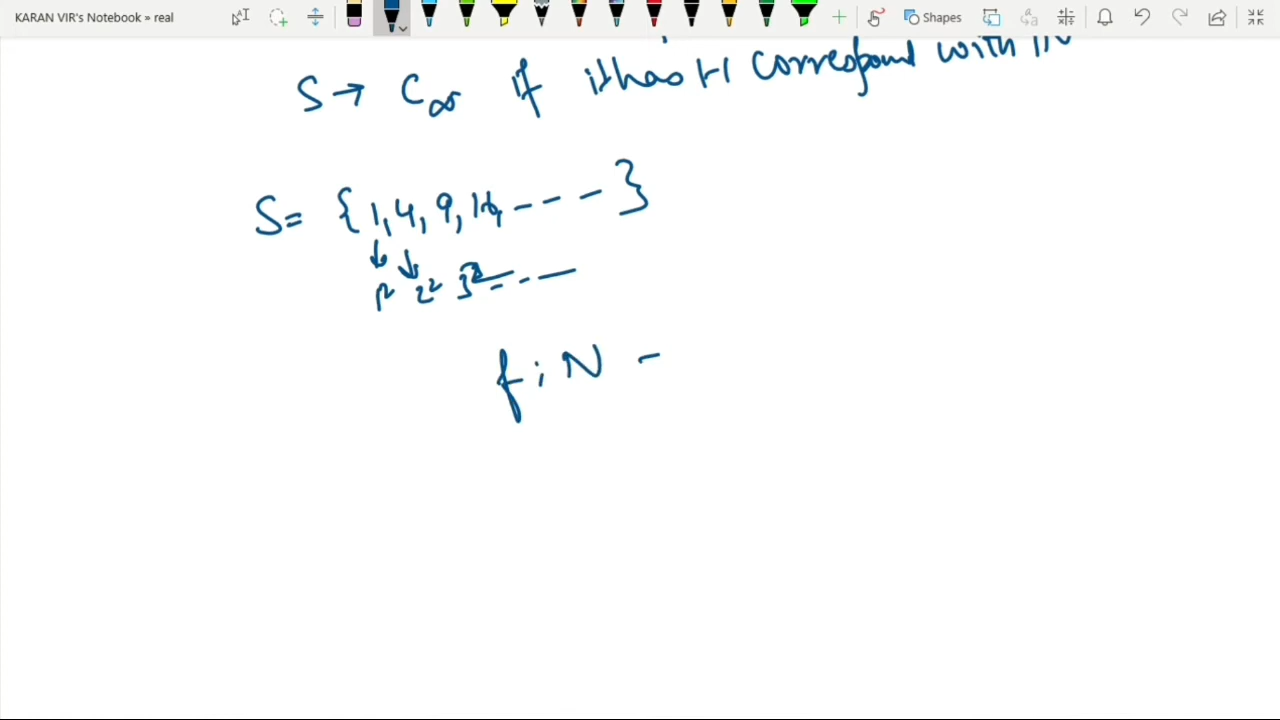 KARAN VIR's Notebook » real
Shapes
S → C∞ if it has 1-1 correspond with IN
S = { 1, 4, 9, 16, - - - - }
↓ ↓
1² 2² 3² - - -
f : N -